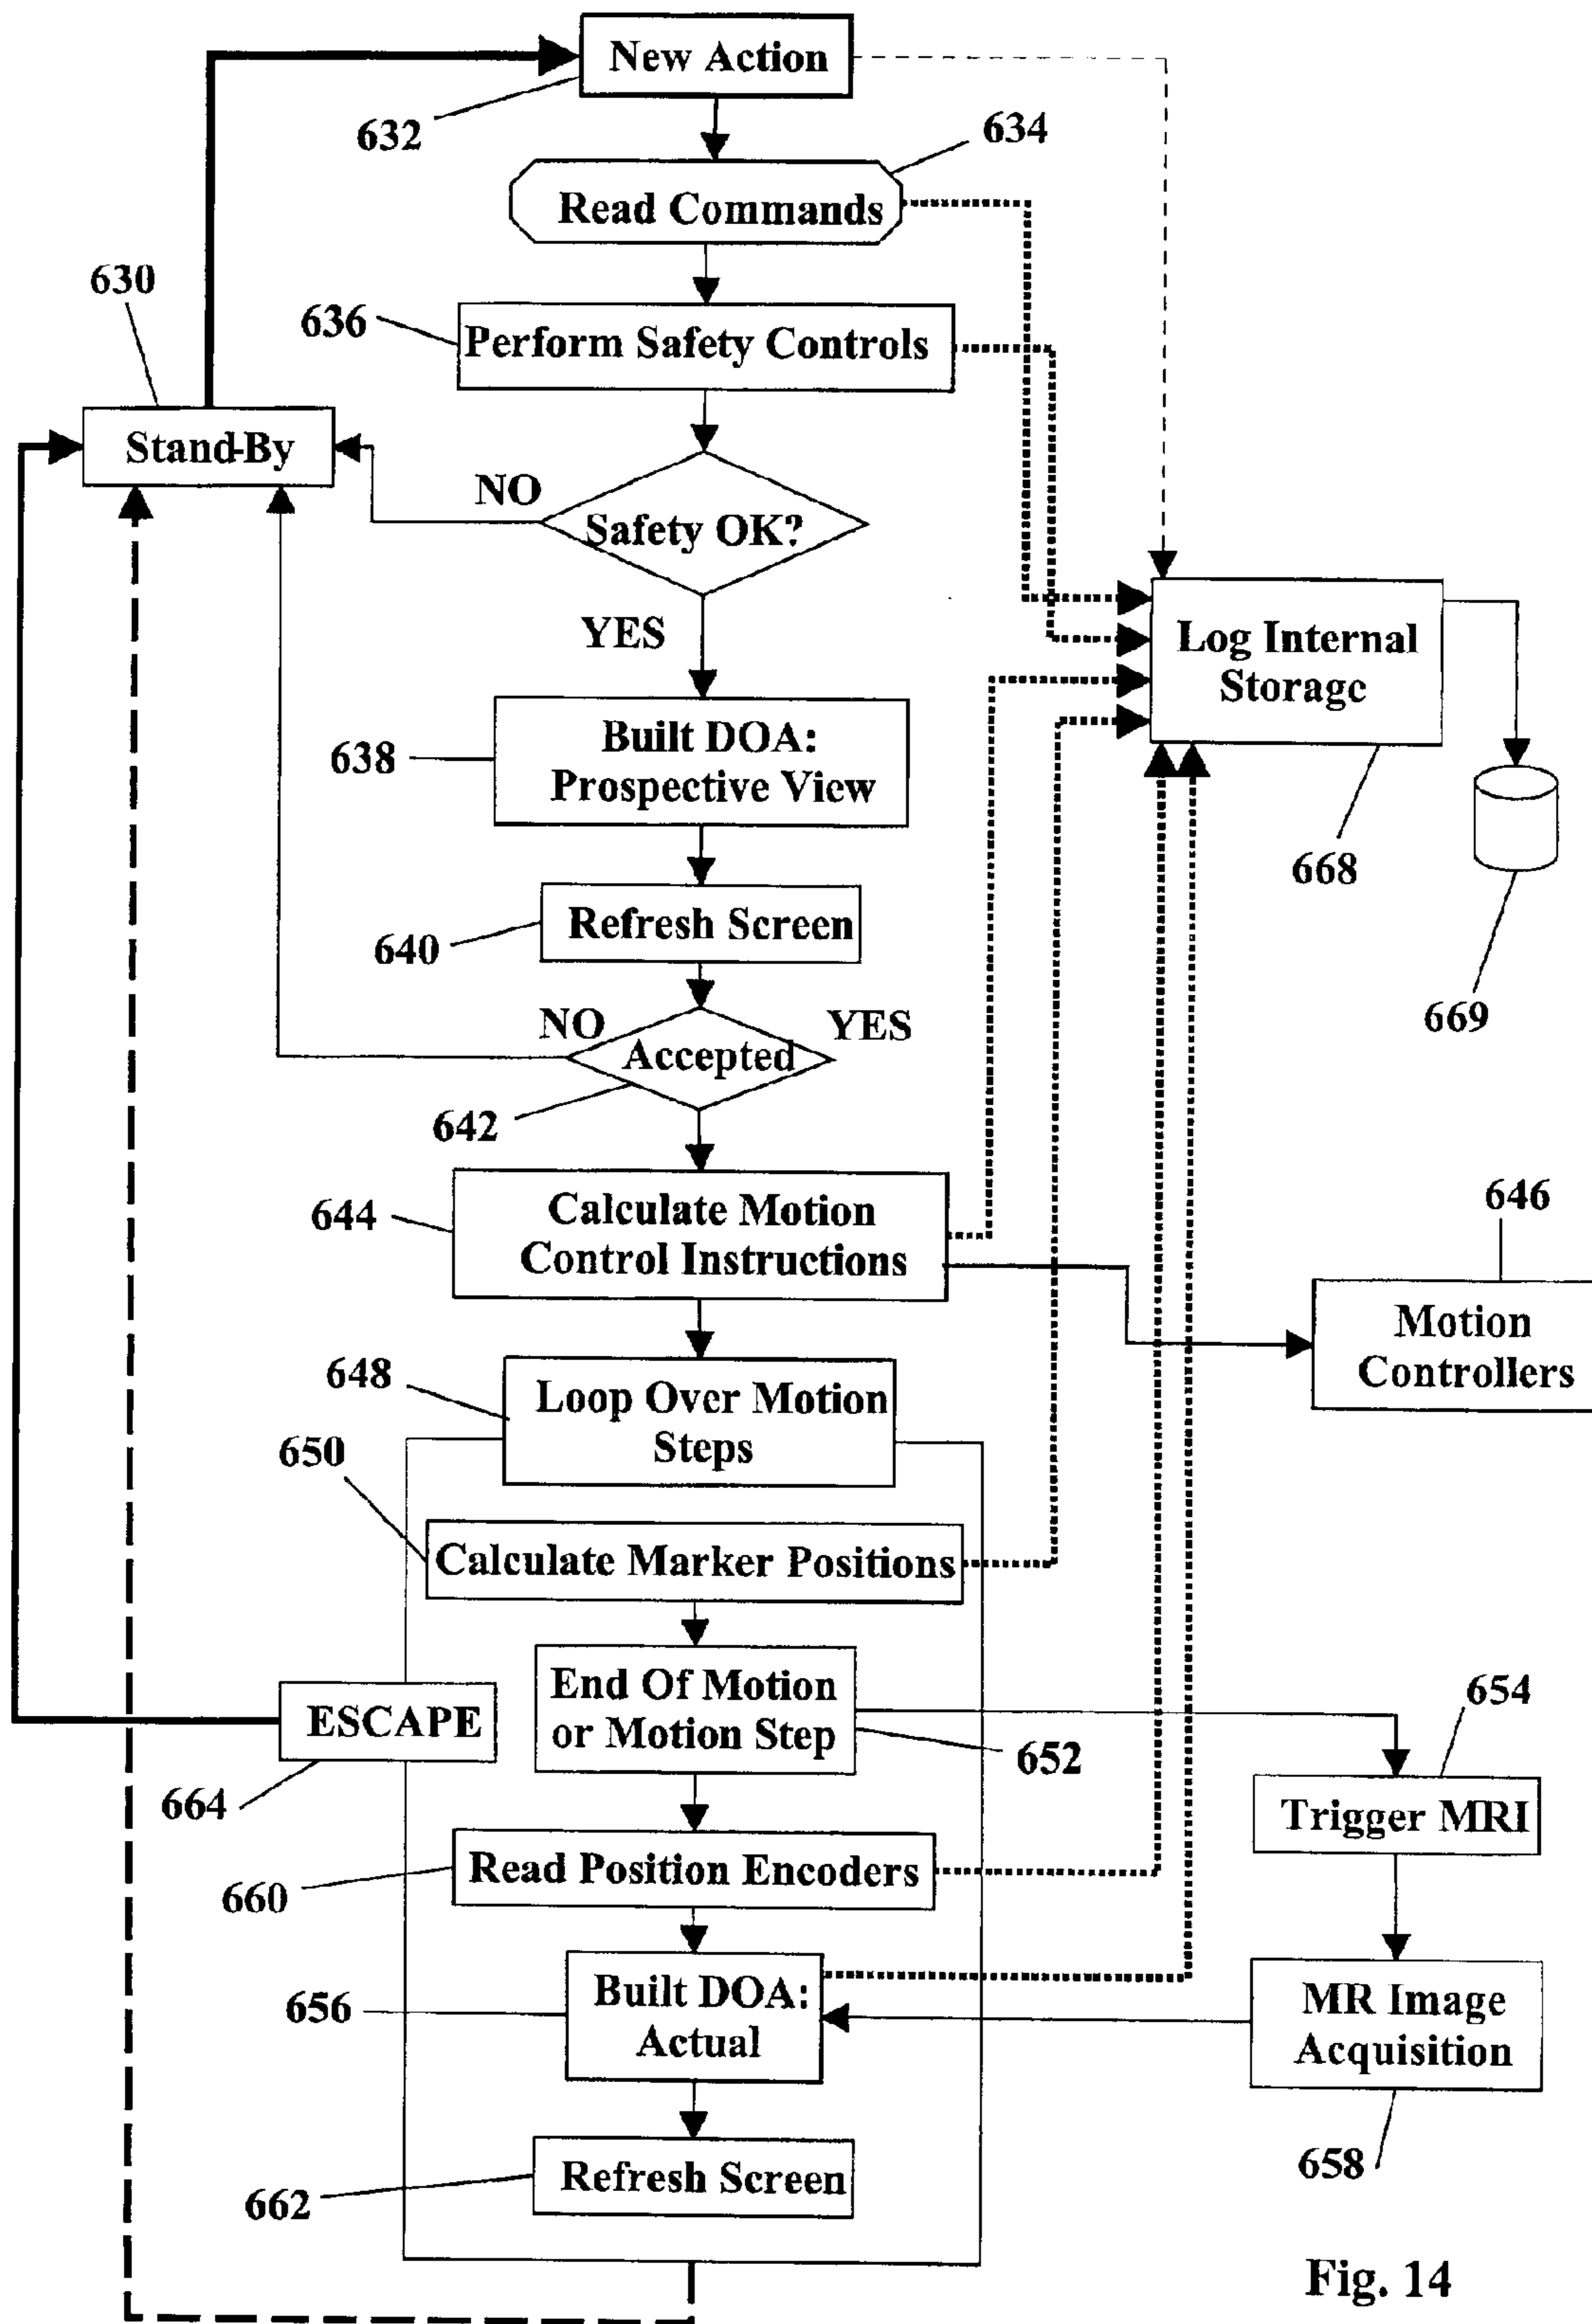 New Action
632
634
Read Commands
630
636
Perform Safety Controls
Stand-By
NO
Safety OK?
YES
Log Internal
Storage
638
Built DOA:
Prospective View
668
669
640
Refresh Screen
NO
YES
Accepted
642
644
Calculate Motion
Control Instructions
646
Motion
Controllers
648
Loop Over Motion
Steps
650
Calculate Marker Positions
End Of Motion
or Motion Step
652
654
ESCAPE
664
Trigger MRI
660
Read Position Encoders
656
Built DOA:
Actual
MR Image
Acquisition
658
662
Refresh Screen
Fig. 14